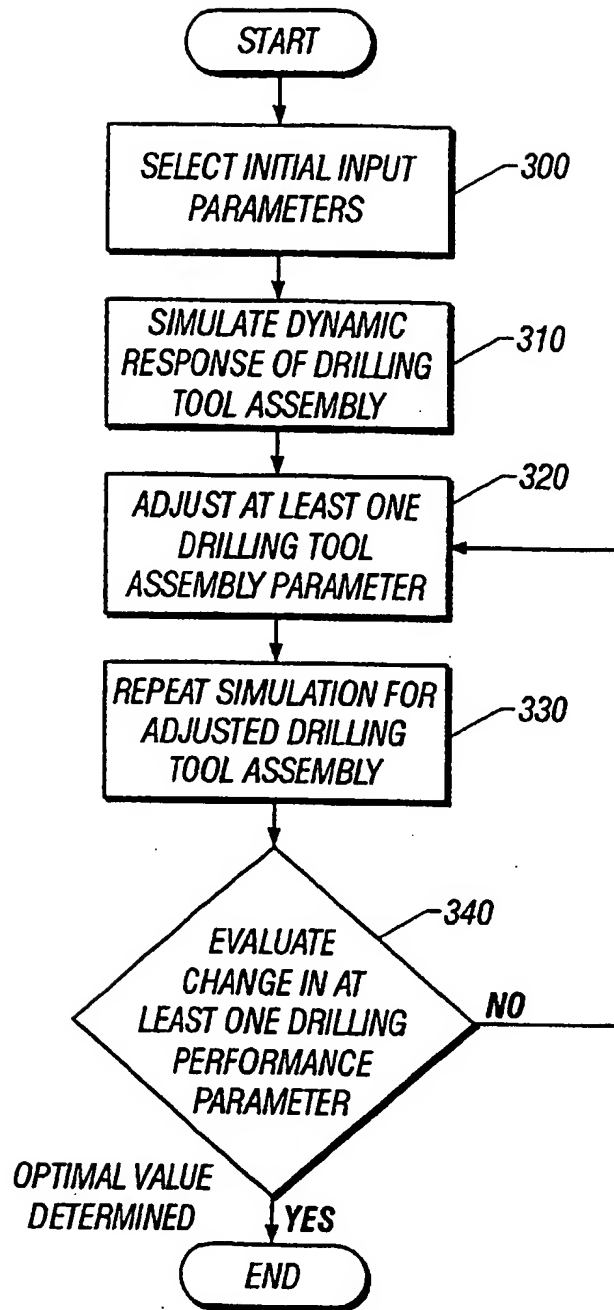 START
SELECT INITIAL INPUT
PARAMETERS
300
SIMULATE DYNAMIC
RESPONSE OF DRILLING
TOOL ASSEMBLY
310
320
ADJUST AT LEAST ONE
DRILLING TOOL
ASSEMBLY PARAMETER
REPEAT SIMULATION FOR
ADJUSTED DRILLING
TOOL ASSEMBLY
330
340
EVALUATE
CHANGE IN AT
LEAST ONE DRILLING
PERFORMANCE
PARAMETER
NO
OPTIMAL VALUE
DETERMINED
YES
END